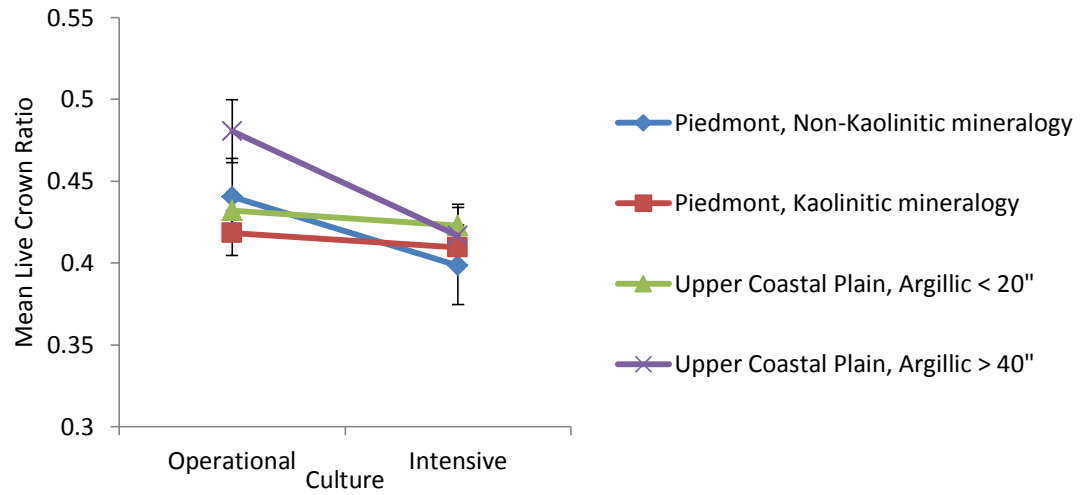 0.55
0.5
0.45
0.4
0.35
0.3
Mean Live Crown Ratio
Operational
Intensive
Culture
Piedmont, Non-Kaolinitic mineralogy
Piedmont, Kaolinitic mineralogy
Upper Coastal Plain, Argillic < 20"
Upper Coastal Plain, Argillic > 40"